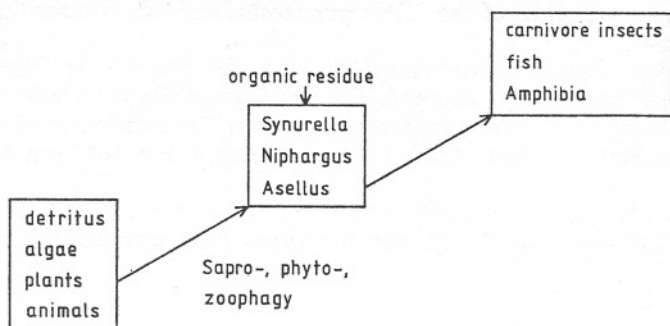 carnivore insects
fish
Amphibia
organic residue
Synurella
Niphargus
Asellus
detritus
algae
plants
animals
Sapro-, phyto-,
zoophagy